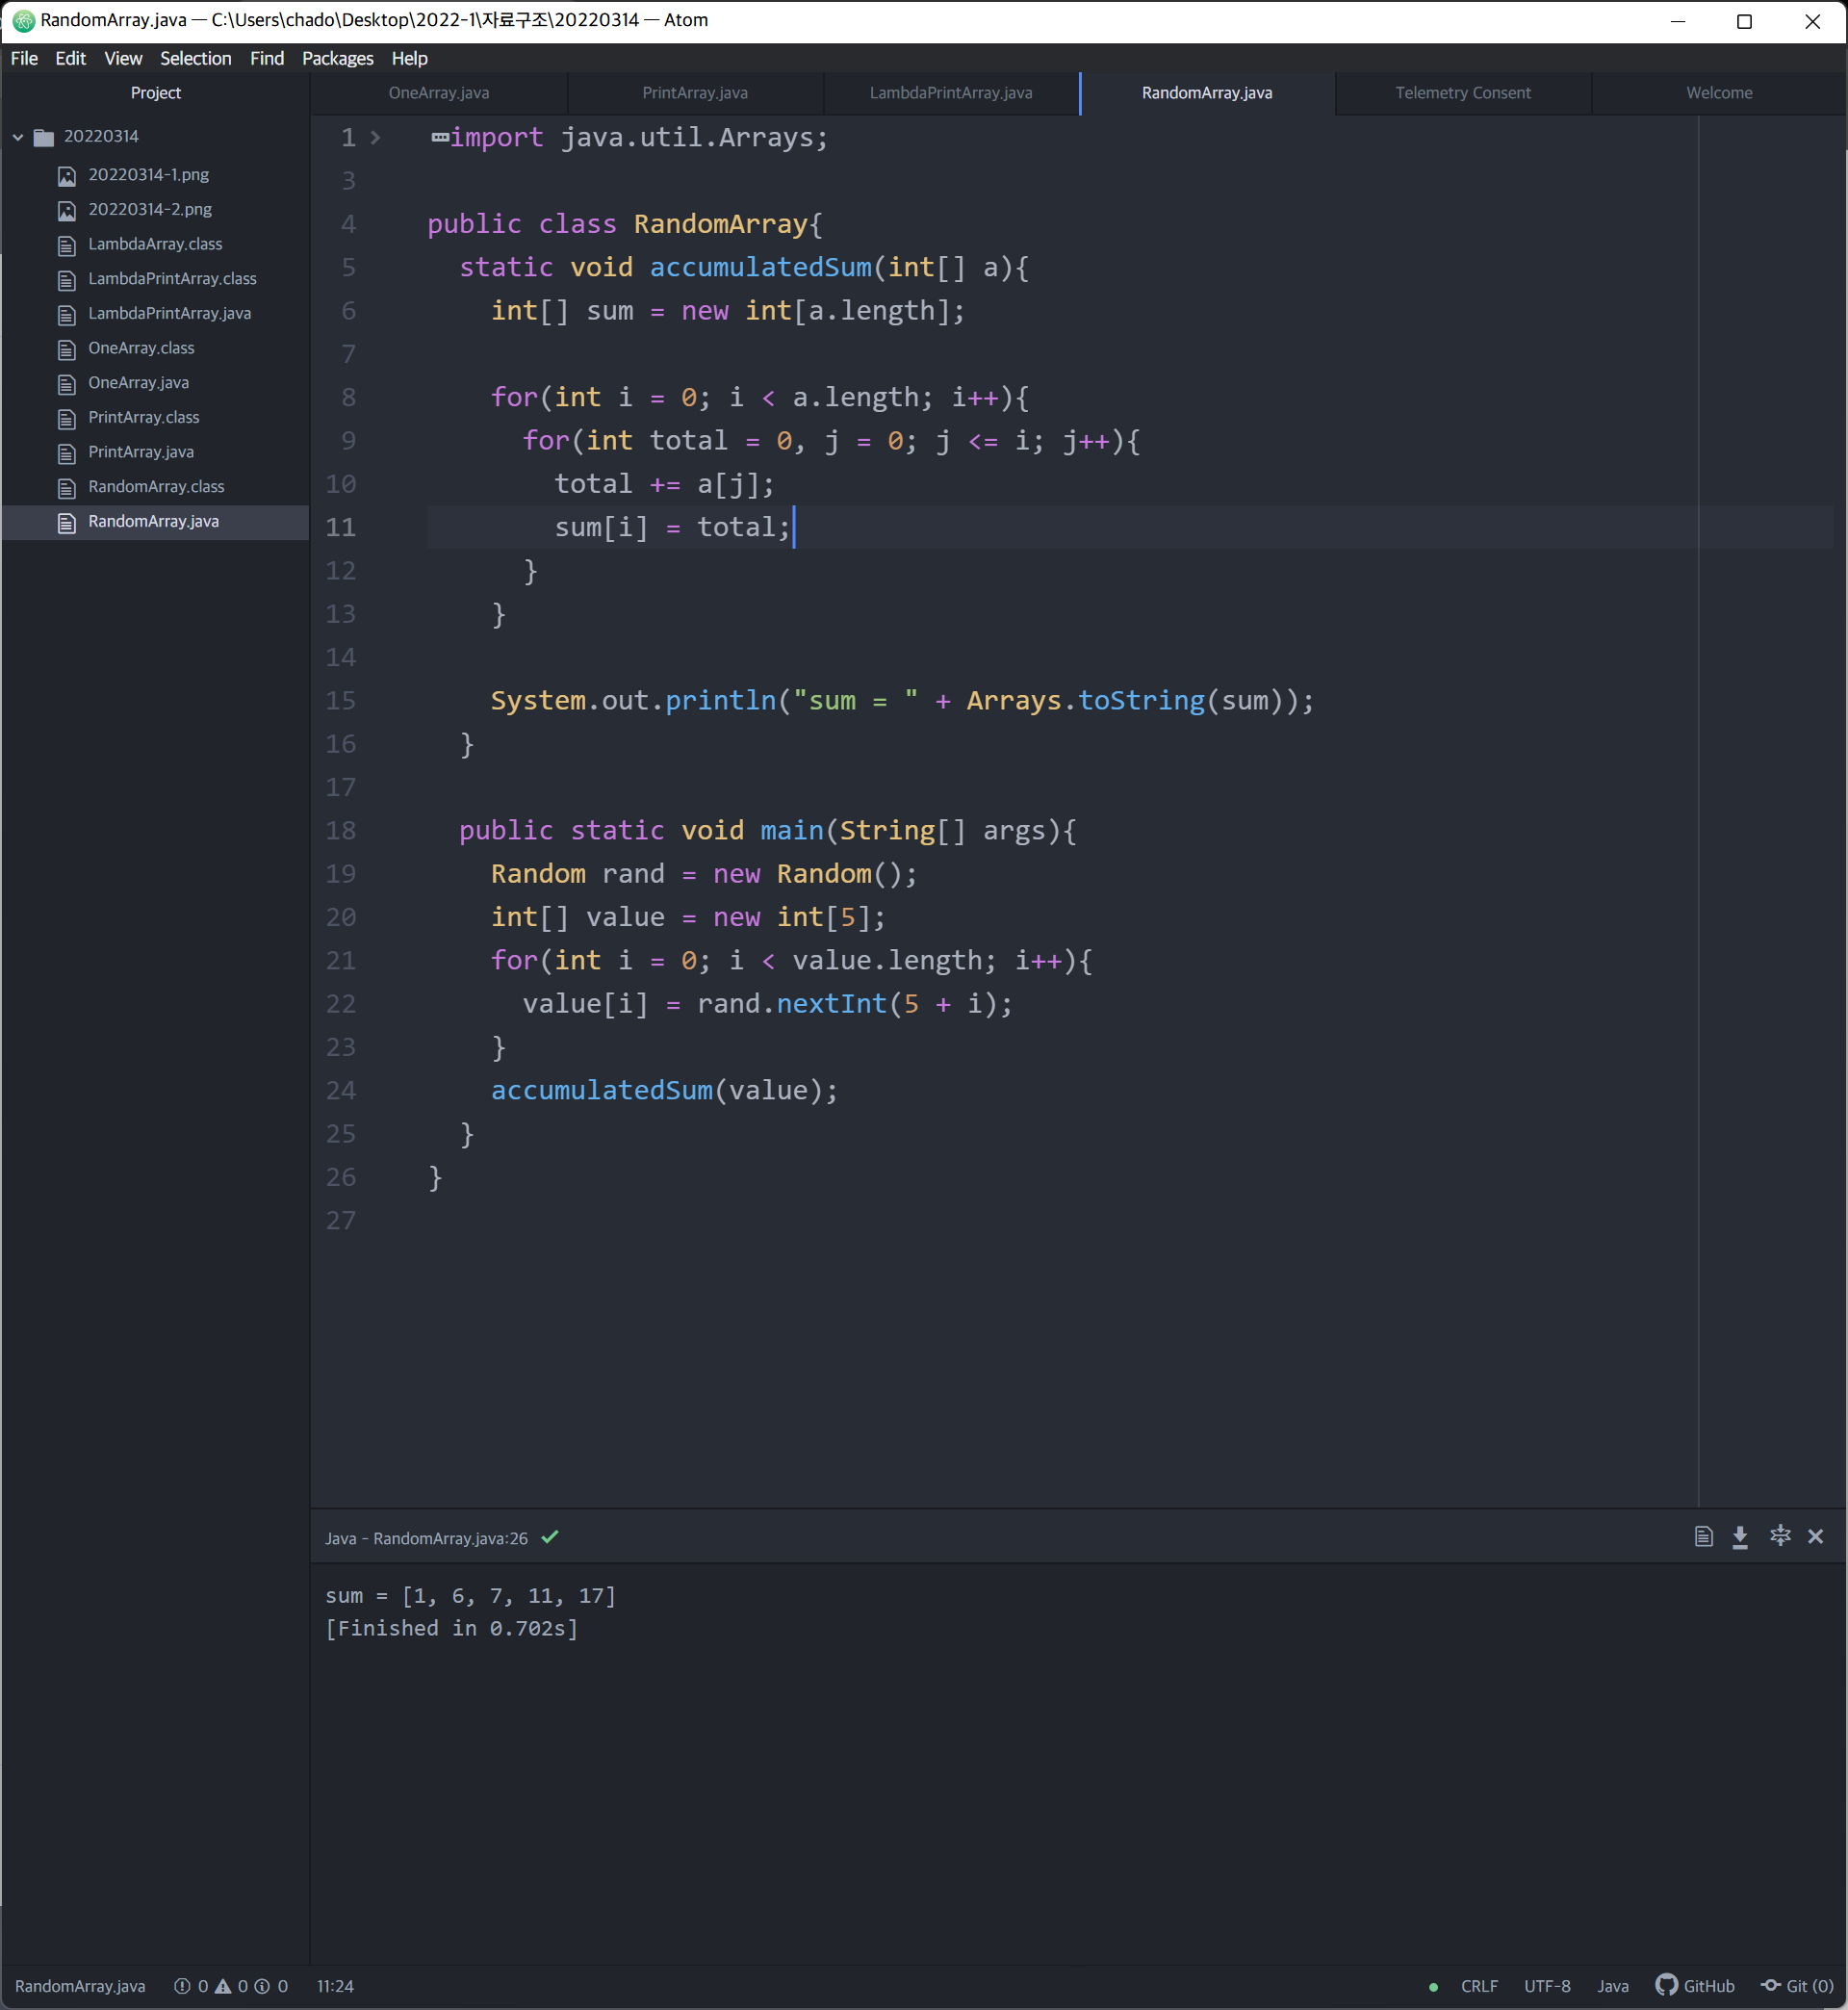 RandomArray.java — C:\Users\chado\Desktop\2022-1\자료구조\20220314 — Atom
File Edit View Selection Find Packages Help
Project
20220314
20220314-1.png
20220314-2.png
LambdaArray.class
LambdaPrintArray.class
LambdaPrintArray.java
OneArray.class
OneArray.java
PrintArray.class
PrintArray.java
RandomArray.class
RandomArray.java
OneArray.java PrintArray.java LambdaPrintArray.java RandomArray.java Telemetry Consent Welcome
1 import java.util.Arrays;
3
4 public class RandomArray{
5 static void accumulatedSum(int[] a){
6 int[] sum = new int[a.length];
7
8 for(int i = 0; i < a.length; i++){
9 for(int total = 0, j = 0; j <= i; j++){
10 total += a[j];
11 sum[i] = total;
12 }
13 }
14
15 System.out.println("sum = " + Arrays.toString(sum));
16 }
17
18 public static void main(String[] args){
19 Random rand = new Random();
20 int[] value = new int[5];
21 for(int i = 0; i < value.length; i++){
22 value[i] = rand.nextInt(5 + i);
23 }
24 accumulatedSum(value);
25 }
26 }
27
Java - RandomArray.java:26
sum = [1, 6, 7, 11, 17]
[Finished in 0.702s]
RandomArray.java 0 0 0 11:24 CRLF UTF-8 Java GitHub Git (0)